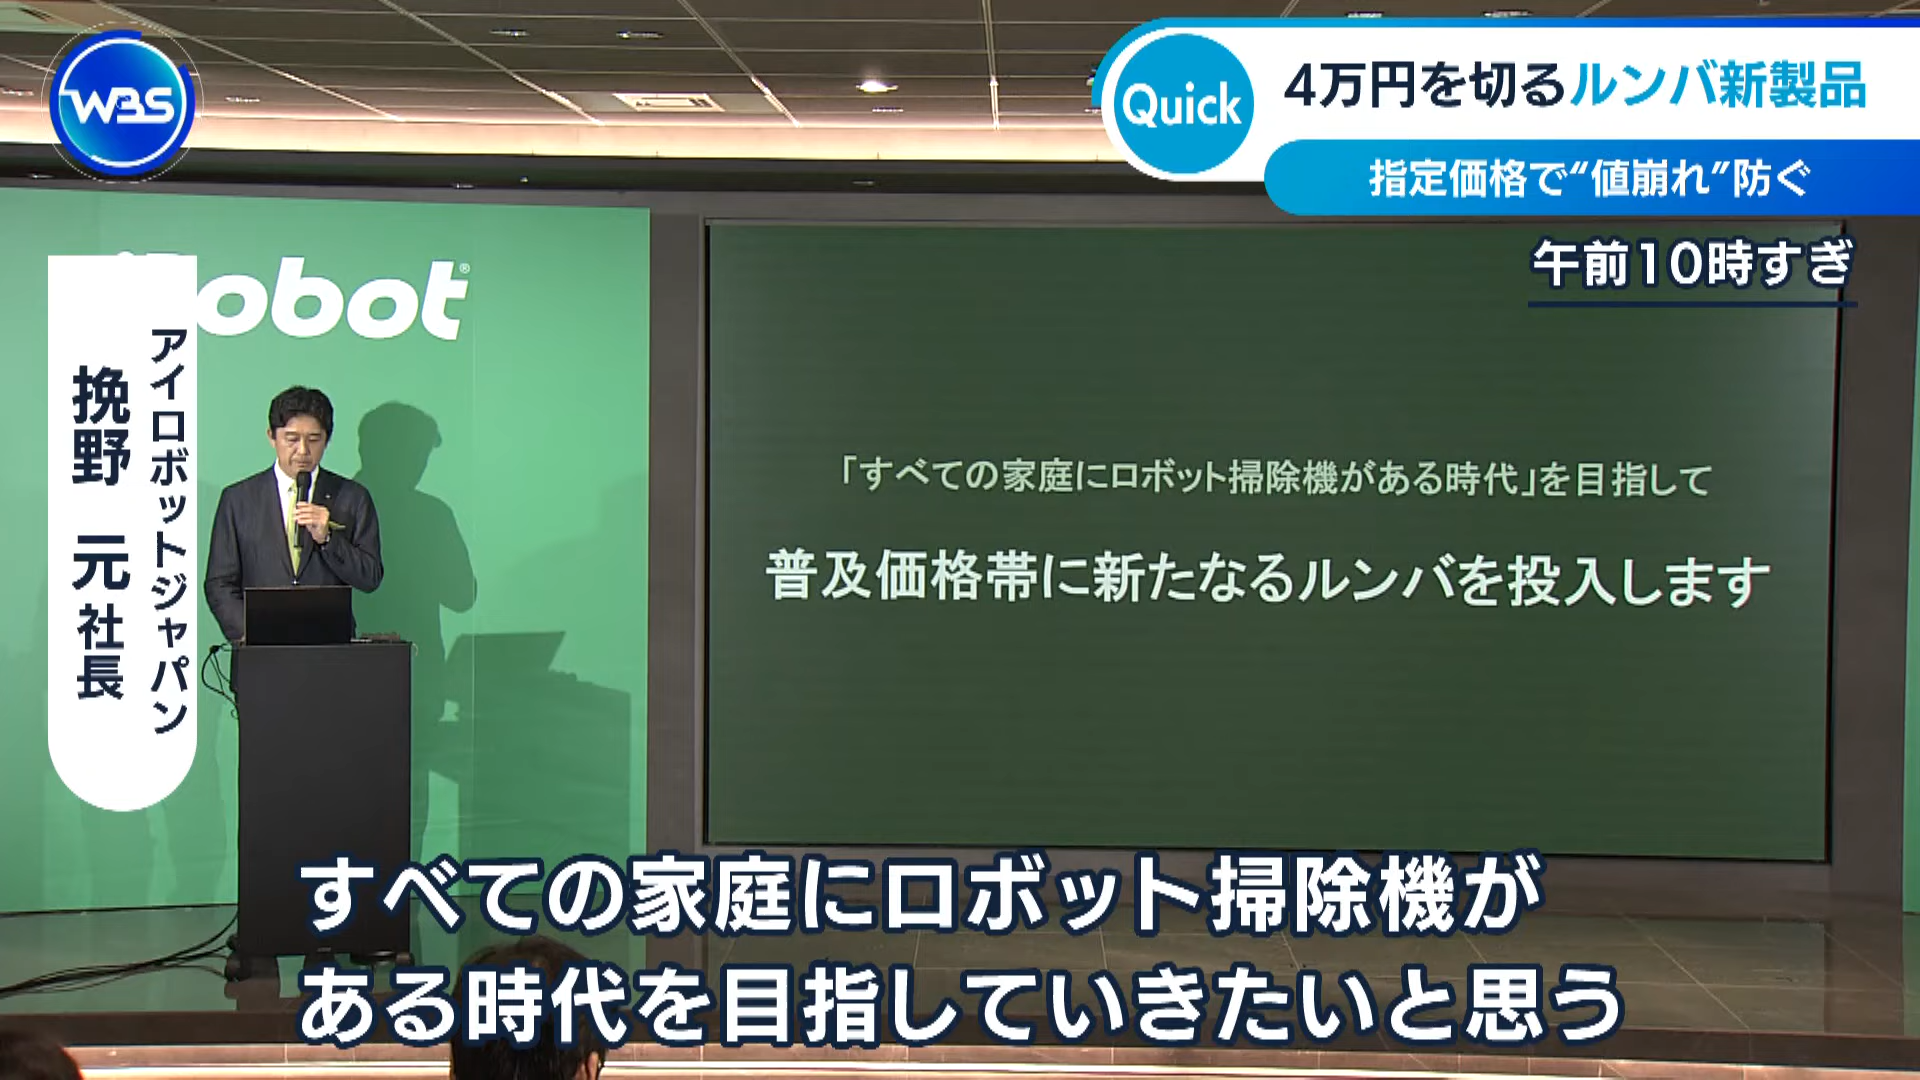 WBS
Quick
4万円を切るルンバ新製品
指定価格で“値崩れ”防ぐ
午前10時すぎ
iRobot®
アイロボットジャパン
挽野 元 社長
「すべての家庭にロボット掃除機がある時代」を目指して
普及価格帯に新たなるルンバを投入します
すべての家庭にロボット掃除機が
ある時代を目指していきたいと思う